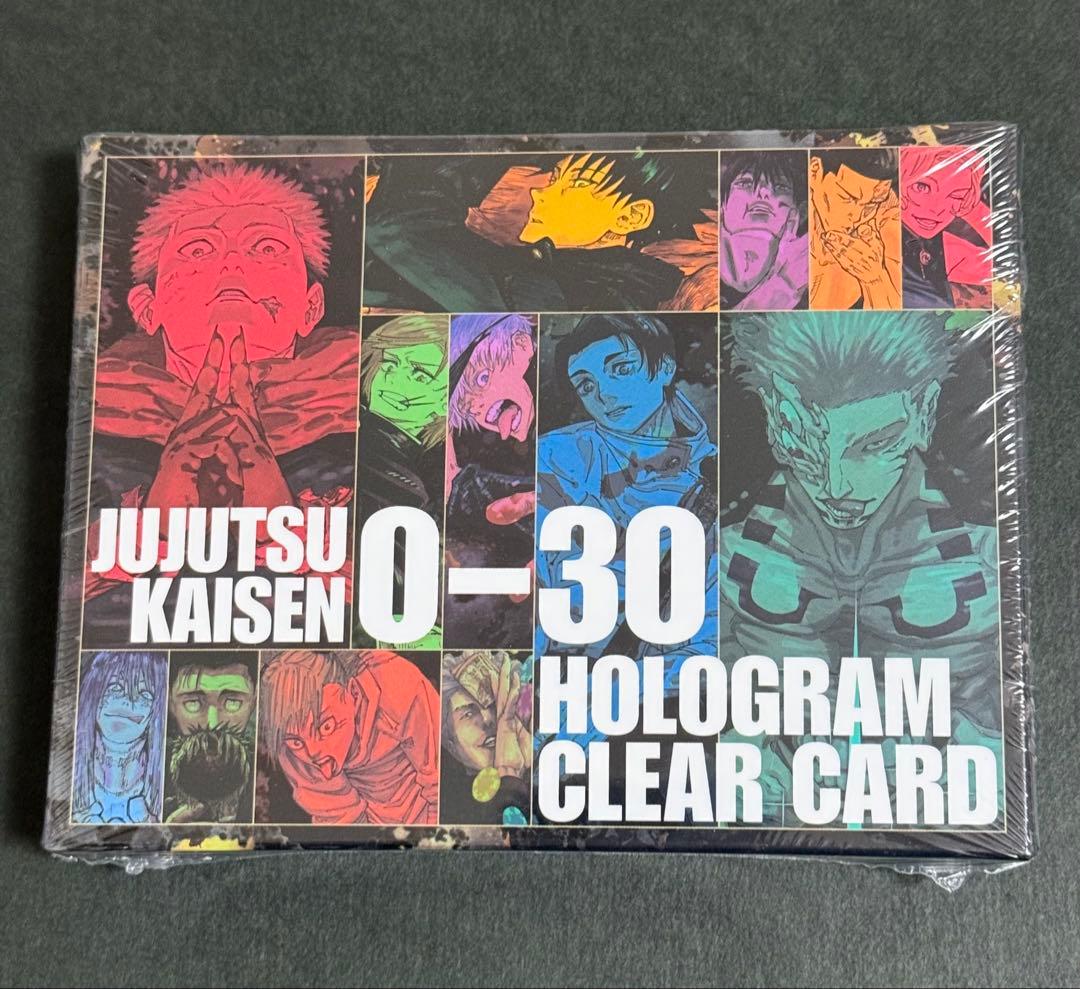 JUJUTSU
KAISEN
0-30
HOLOGRAM
CLEAR CARD